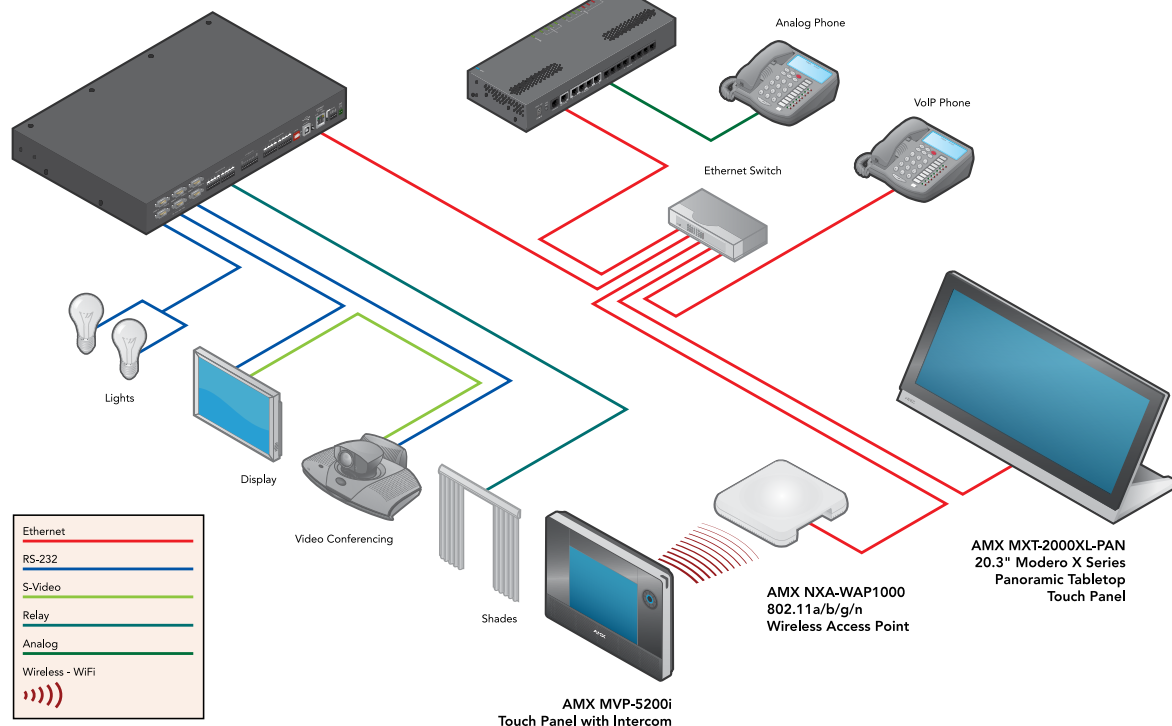 Analog Phone
VoIP Phone
Ethernet Switch
Lights
Display
Video Conferencing
Shades
Ethernet
RS-232
S-Video
Relay
Analog
Wireless - WiFi
AMX
AMX MVP-5200i
Touch Panel with Intercom
AMX NXA-WAP1000
802.11a/b/g/n
Wireless Access Point
AMX MXT-2000XL-PAN
20.3" Modero X Series
Panoramic Tabletop
Touch Panel